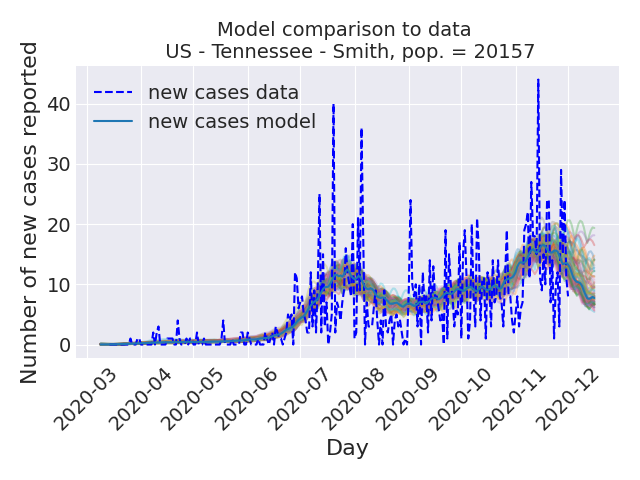 Model comparison to data
US - Tennessee - Smith, pop. = 20157
new cases data
new cases model
Number of new cases reported
40
30
20
10
0
2020-03
2020-04
2020-05
2020-06
2020-07
2020-08
2020-09
2020-10
2020-11
2020-12
Day